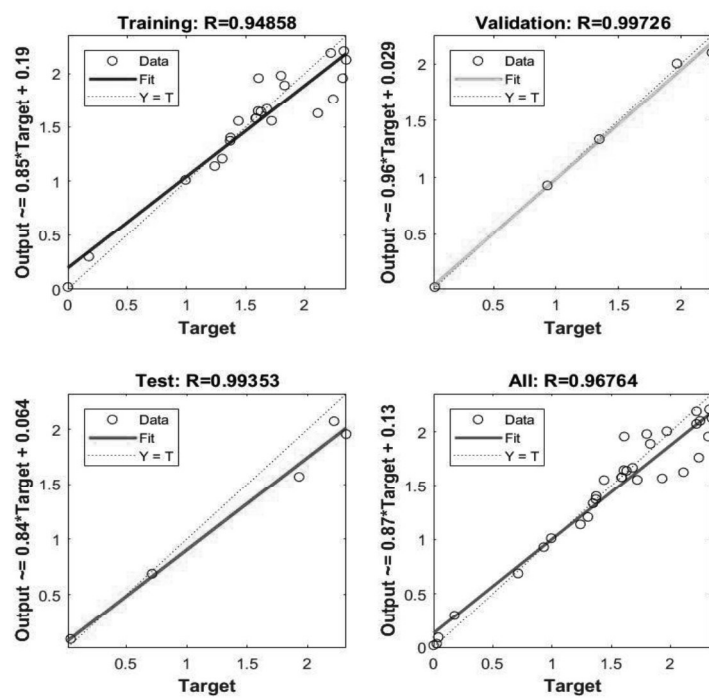 Training: R=0.94858
Output ~= 0.85*Target + 0.19
Data
Fit
Y = T
2
1.5
1
0.5
0
0 0.5 1 1.5 2
Target
Validation: R=0.99726
Output ~= 0.96*Target + 0.029
Data
Fit
Y = T
2
1.5
1
0.5
0.5 1 1.5 2
Target
Test: R=0.99353
Output ~= 0.84*Target + 0.064
Data
Fit
Y = T
2
1.5
1
0.5
0.5 1 1.5 2
Target
All: R=0.96764
Output ~= 0.87*Target + 0.13
Data
Fit
Y = T
2
1.5
1
0.5
0
0 0.5 1 1.5 2
Target